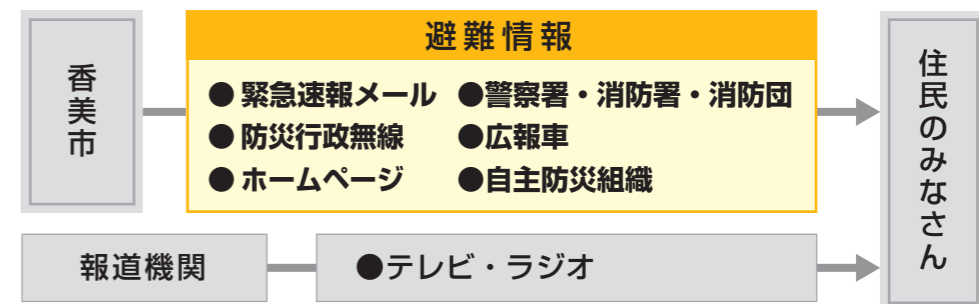 香美市
避難情報
●緊急速報メール ●警察署・消防署・消防団
●防災行政無線 ●広報車
●ホームページ ●自主防災組織
住民のみなさん
報道機関
●テレビ・ラジオ